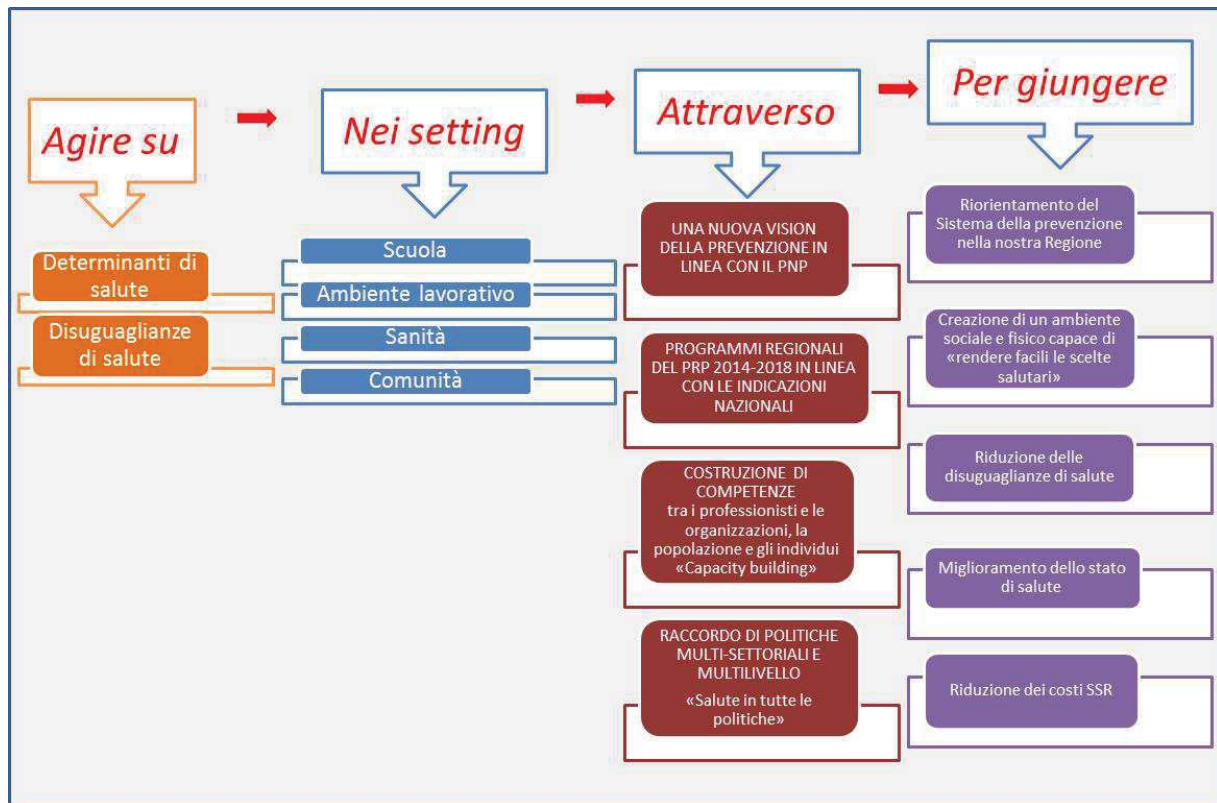 Agire su
Determinanti di
salute
Disuguaglianze
di salute
Nei setting
Scuola
Ambiente lavorativo
Sanità
Comunità
Attraverso
UNA NUOVA VISION
DELLA PREVENZIONE IN
LINEA CON IL PNP
PROGRAMMI REGIONALI
DEL PRP 2014-2018 IN LINEA
CON LE INDICAZIONI
NAZIONALI
COSTRUZIONE DI
COMPETENZE
tra i professionisti e le
organizzazioni, la
popolazione e gli individui
«Capacity building»
RACCORDO DI POLITICHE
MULTI-SETTORIALI E
MULTILIVELLO
«Salute in tutte le
politiche»
Per giungere
Riorientamento del
Sistema della prevenzione
nella nostra Regione
Creazione di un ambiente
sociale e fisico capace di
«rendere facili le scelte
salutari»
Riduzione delle
disuguaglianze di salute
Miglioramento dello stato
di salute
Riduzione dei costi SSR